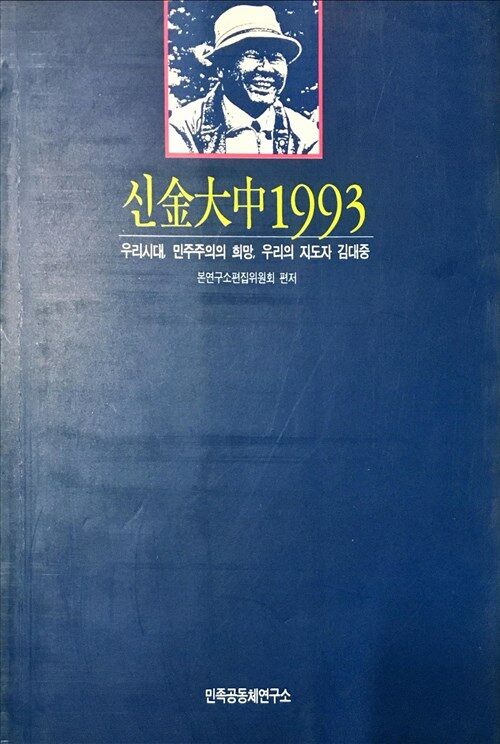 신金大中1993
우리시대, 민주주의의 희망, 우리의 지도자 김대중
본연구소편집위원회 편저
민족공동체연구소